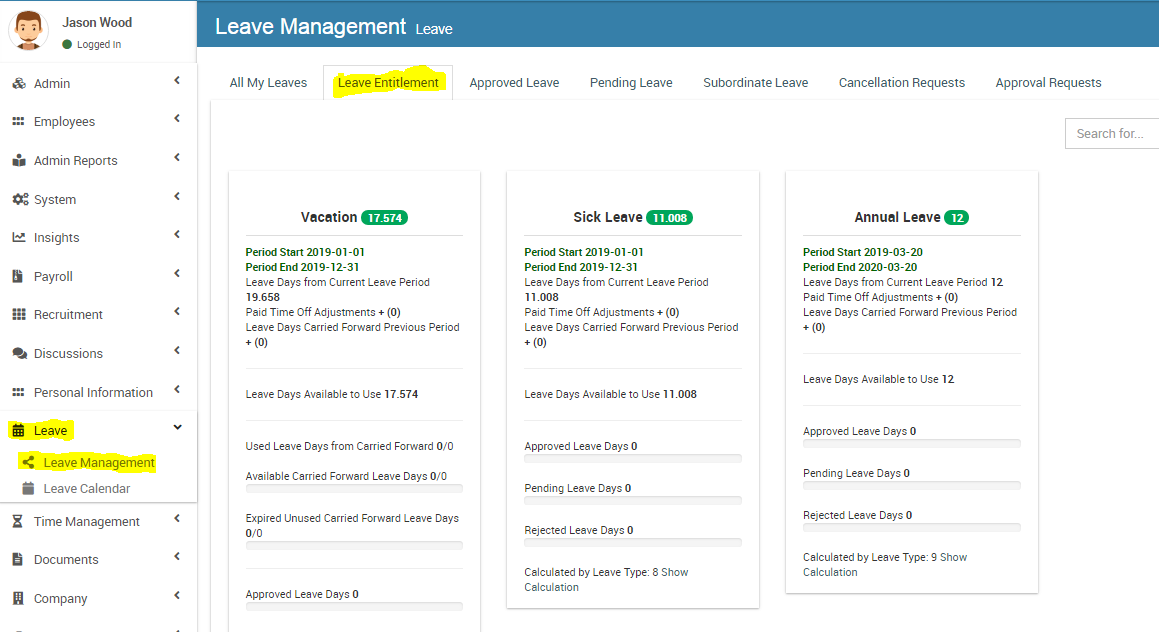 Jason Wood
Logged In
Leave Management Leave
Admin
Employees
Admin Reports
System
Insights
Payroll
Recruitment
Discussions
Personal Information
Leave
Leave Management
Leave Calendar
Time Management
Documents
Company
All My Leaves
Leave Entitlement
Approved Leave
Pending Leave
Subordinate Leave
Cancellation Requests
Approval Requests
Search for...
Vacation 17.574
Period Start 2019-01-01
Period End 2019-12-31
Leave Days from Current Leave Period
19.658
Paid Time Off Adjustments + (0)
Leave Days Carried Forward Previous Period
+ (0)
Leave Days Available to Use 17.574
Used Leave Days from Carried Forward 0/0
Available Carried Forward Leave Days 0/0
Expired Unused Carried Forward Leave Days
0/0
Approved Leave Days 0
Sick Leave 11.008
Period Start 2019-01-01
Period End 2019-12-31
Leave Days from Current Leave Period
11.008
Paid Time Off Adjustments + (0)
Leave Days Carried Forward Previous Period
+ (0)
Leave Days Available to Use 11.008
Approved Leave Days 0
Pending Leave Days 0
Rejected Leave Days 0
Calculated by Leave Type: 8 Show
Calculation
Annual Leave 12
Period Start 2019-03-20
Period End 2020-03-20
Leave Days from Current Leave Period 12
Paid Time Off Adjustments + (0)
Leave Days Carried Forward Previous Period
+ (0)
Leave Days Available to Use 12
Approved Leave Days 0
Pending Leave Days 0
Rejected Leave Days 0
Calculated by Leave Type: 9 Show
Calculation